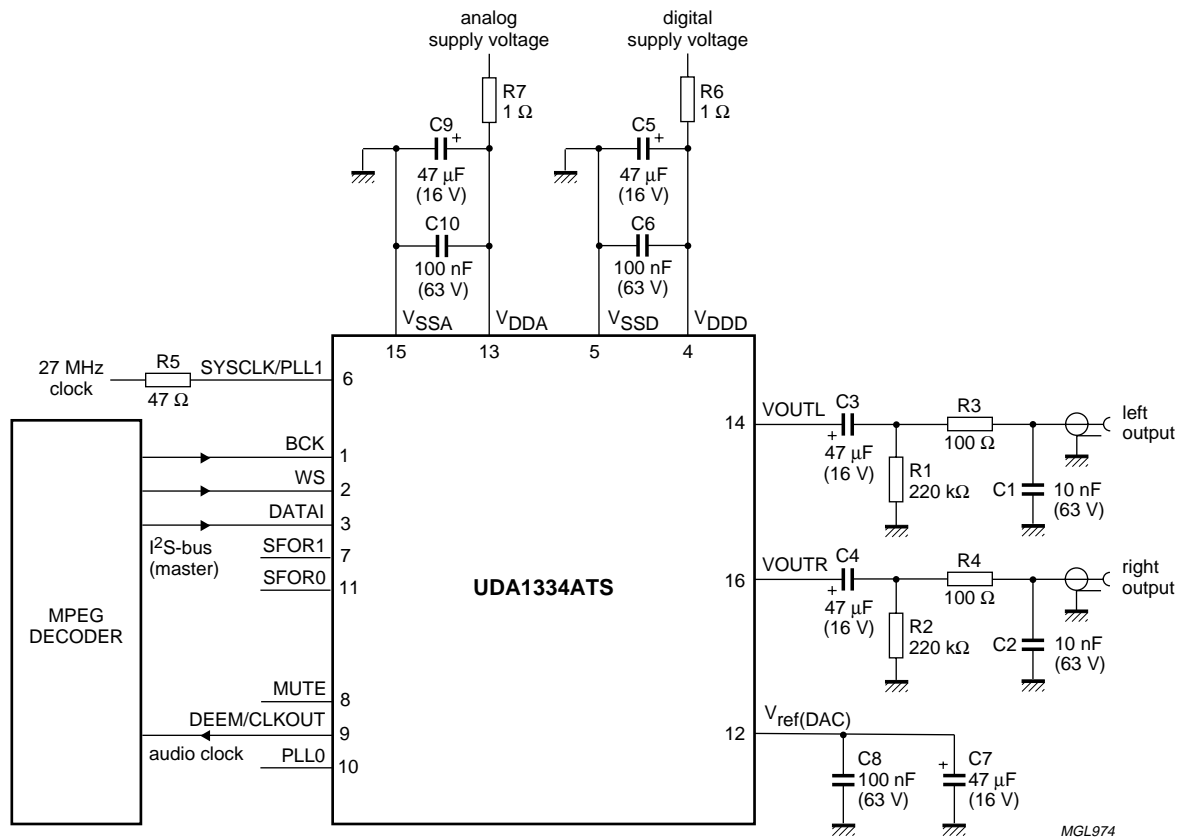 analog
supply voltage
digital
supply voltage
R7
1 Ω
R6
1 Ω
C9
+
47 μF
(16 V)
C5
+
47 μF
(16 V)
C10
100 nF
(63 V)
C6
100 nF
(63 V)
VSSA
VDDA
VSSD
VDDD
15
13
5
4
27 MHz
clock
R5
47 Ω
SYSCLK/PLL1
6
BCK
1
WS
2
DATAI
3
I2S-bus
(master)
SFOR1
7
SFOR0
11
MPEG
DECODER
UDA1334ATS
MUTE
8
DEEM/CLKOUT
9
audio clock
PLL0
10
14
VOUTL
C3
+
47 μF
(16 V)
R3
100 Ω
left
output
R1
220 kΩ
C1
10 nF
(63 V)
16
VOUTR
C4
+
47 μF
(16 V)
R4
100 Ω
right
output
R2
220 kΩ
C2
10 nF
(63 V)
12
Vref(DAC)
C8
100 nF
(63 V)
+
C7
47 μF
(16 V)
MGL974